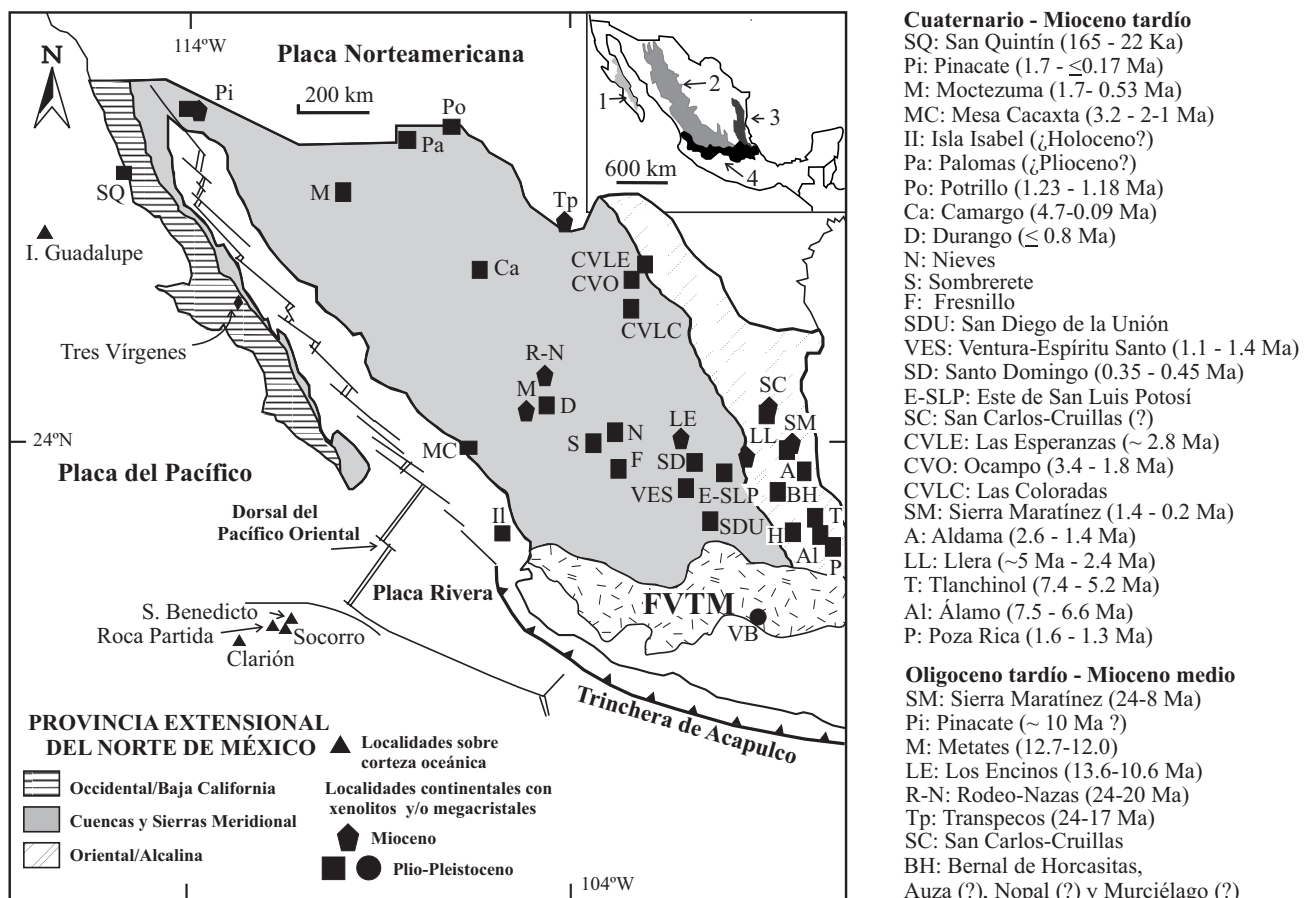 114ºW
Placa Norteamericana
N
200 km
Pi
Po
Pa
1
2
3
4
600 km
SQ
M
Tp
I. Guadalupe
CVLE
CVO
Ca
CVLC
Tres Vírgenes
R-N
M
D
SC
LE
LL
SM
24ºN
MC
S
N
F
SD
A
Placa del Pacífico
VES
E-SLP
BH
SDU
Dorsal del
Pacífico Oriental
Il
H
T
Al
P
Placa Rivera
FVTM
VB
S. Benedicto
Roca Partida
Socorro
Clarión
Trinchera de Acapulco
PROVINCIA EXTENSIONAL
DEL NORTE DE MÉXICO
Occidental/Baja California
Cuencas y Sierras Meridional
Oriental/Alcalina
Localidades sobre
corteza oceánica
Localidades continentales con
xenolitos y/o megacristales
Mioceno
Plio-Pleistoceno
104ºW
Cuaternario - Mioceno tardío
SQ: San Quintín (165 - 22 Ka)
Pi: Pinacate (1.7 - ≤0.17 Ma)
M: Moctezuma (1.7- 0.53 Ma)
MC: Mesa Cacaxta (3.2 - 2-1 Ma)
II: Isla Isabel (¿Holoceno?)
Pa: Palomas (¿Plioceno?)
Po: Potrillo (1.23 - 1.18 Ma)
Ca: Camargo (4.7-0.09 Ma)
D: Durango (≤ 0.8 Ma)
N: Nieves
S: Sombrerete
F: Fresnillo
SDU: San Diego de la Unión
VES: Ventura-Espíritu Santo (1.1 - 1.4 Ma)
SD: Santo Domingo (0.35 - 0.45 Ma)
E-SLP: Este de San Luis Potosí
SC: San Carlos-Cruillas (?)
CVLE: Las Esperanzas (~ 2.8 Ma)
CVO: Ocampo (3.4 - 1.8 Ma)
CVLC: Las Coloradas
SM: Sierra Maratínez (1.4 - 0.2 Ma)
A: Aldama (2.6 - 1.4 Ma)
LL: Llera (~5 Ma - 2.4 Ma)
T: Tlanchinol (7.4 - 5.2 Ma)
Al: Álamo (7.5 - 6.6 Ma)
P: Poza Rica (1.6 - 1.3 Ma)
Oligoceno tardío - Mioceno medio
SM: Sierra Maratínez (24-8 Ma)
Pi: Pinacate (~ 10 Ma ?)
M: Metates (12.7-12.0)
LE: Los Encinos (13.6-10.6 Ma)
R-N: Rodeo-Nazas (24-20 Ma)
Tp: Transpecos (24-17 Ma)
SC: San Carlos-Cruillas
BH: Bernal de Horcasitas,
Auza (?), Nopal (?) y Murciélago (?)